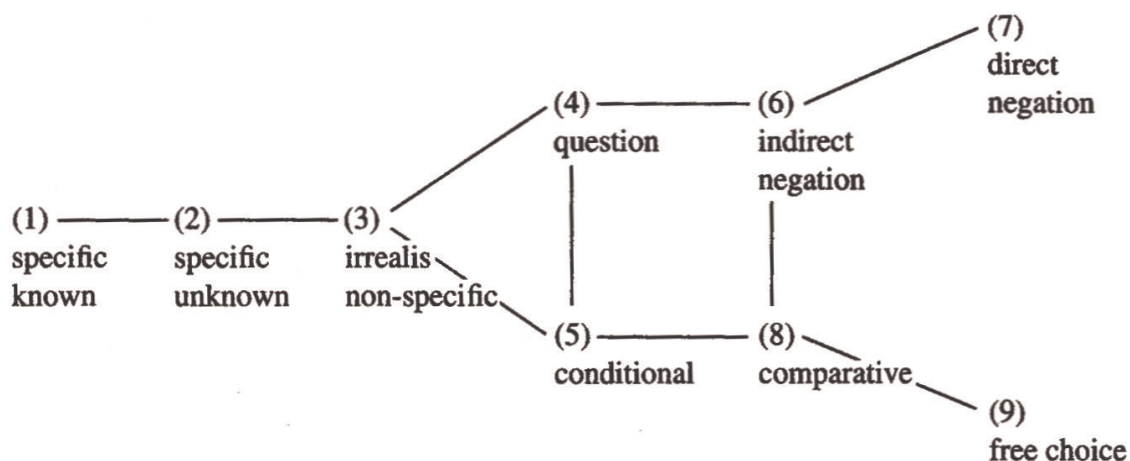 (7)
direct
negation
(4)
question
(6)
indirect
negation
(1)
specific
known
(2)
specific
unknown
(3)
irrealis
non-specific
(5)
conditional
(8)
comparative
(9)
free choice